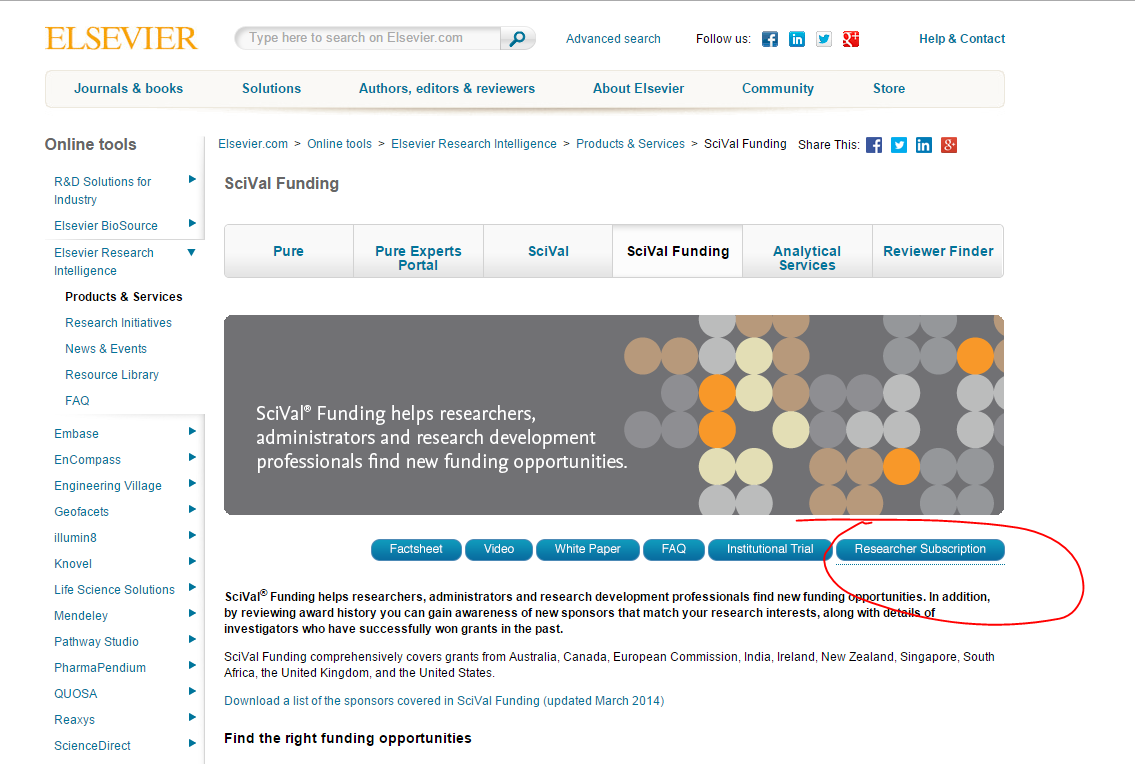 ELSEVIER
Type here to search on Elsevier.com
Advanced search
Follow us:
Help & Contact
Journals & books
Solutions
Authors, editors & reviewers
About Elsevier
Community
Store
Online tools
R&D Solutions for
Industry
Elsevier BioSource
Elsevier Research
Intelligence
Products & Services
Research Initiatives
News & Events
Resource Library
FAQ
Embase
EnCompass
Engineering Village
Geofacets
illumin8
Knovel
Life Science Solutions
Mendeley
Pathway Studio
PharmaPendium
QUOSA
Reaxys
ScienceDirect
Elsevier.com > Online tools > Elsevier Research Intelligence > Products & Services > SciVal Funding
Share This:
SciVal Funding
Pure
Pure Experts
Portal
SciVal
SciVal Funding
Analytical
Services
Reviewer Finder
SciVal® Funding helps researchers,
administrators and research development
professionals find new funding opportunities.
Factsheet
Video
White Paper
FAQ
Institutional Trial
Researcher Subscription
SciVal® Funding helps researchers, administrators and research development professionals find new funding opportunities. In addition,
by reviewing award history you can gain awareness of new sponsors that match your research interests, along with details of
investigators who have successfully won grants in the past.
SciVal Funding comprehensively covers grants from Australia, Canada, European Commission, India, Ireland, New Zealand, Singapore, South
Africa, the United Kingdom, and the United States.
Download a list of the sponsors covered in SciVal Funding (updated March 2014)
Find the right funding opportunities